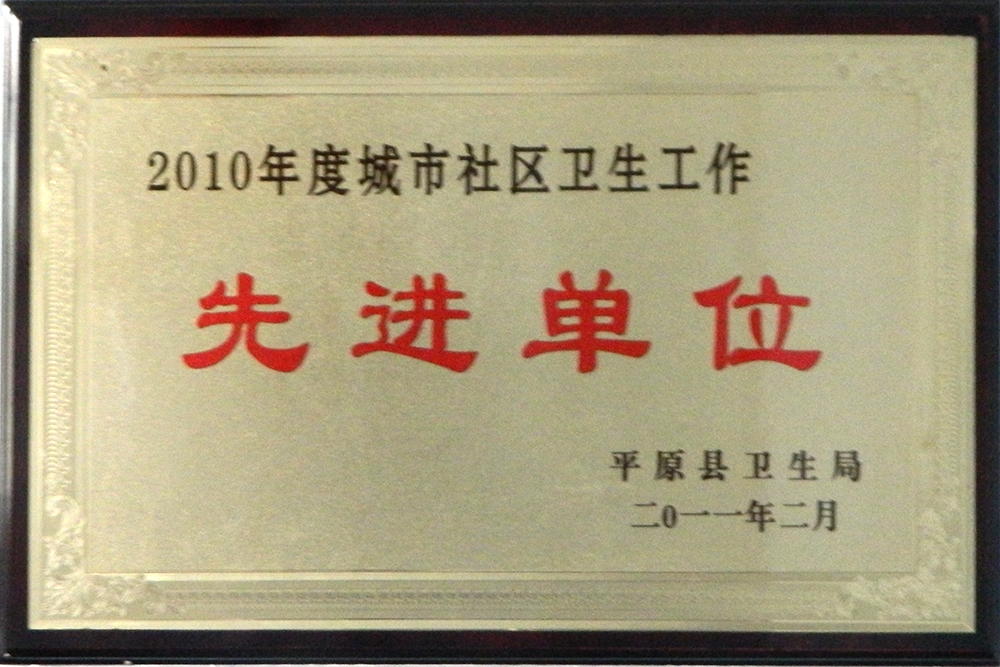 2010年度城市社区卫生工作
先进单位
平原县卫生局
二0一一年二月